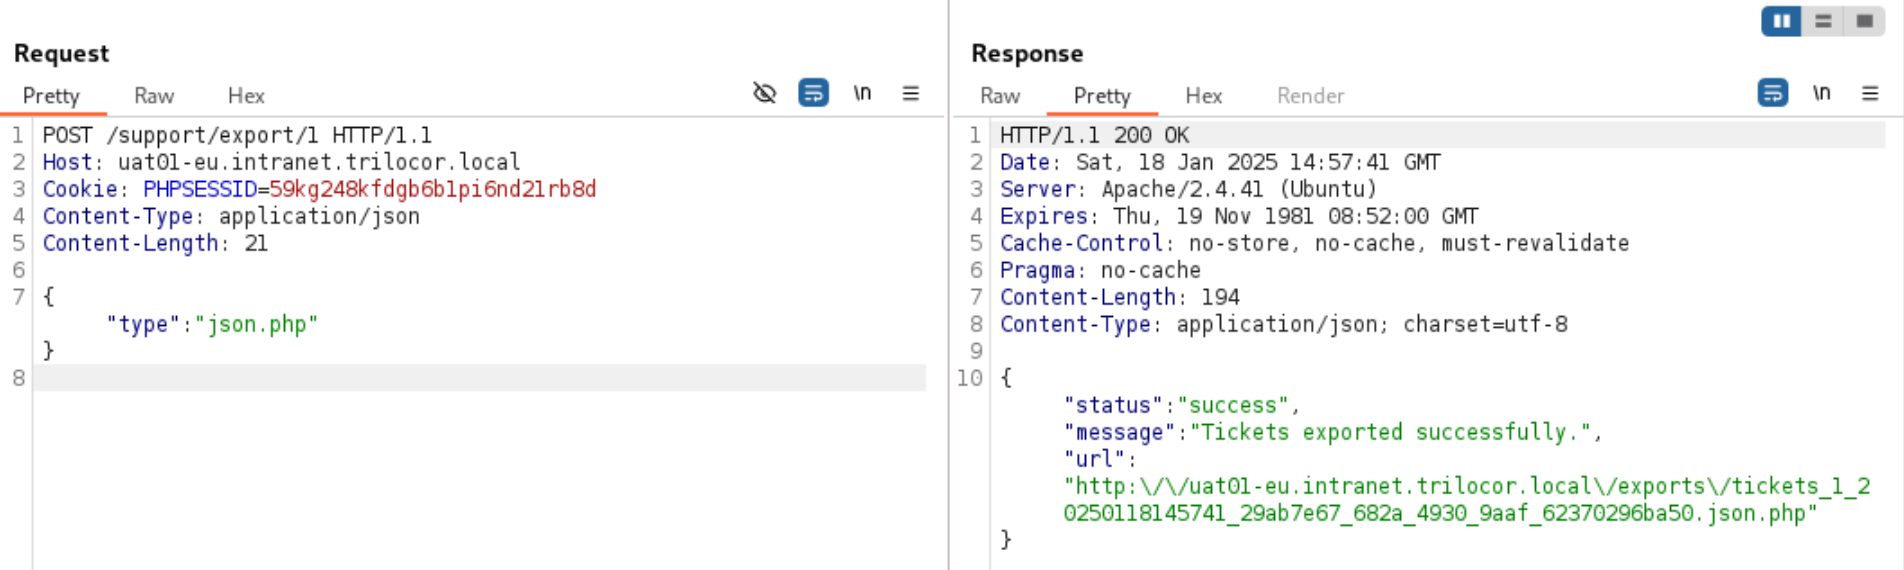 Request
Pretty Raw Hex \n
1 POST /support/export/1 HTTP/1.1
2 Host: uat01-eu.intranet.trilocor.local
3 Cookie: PHPSESSID=59kg248kfdgb6blpi6nd2lrb8d
4 Content-Type: application/json
5 Content-Length: 21
6
7 {
"type":"json.php"
}
8
Response
Raw Pretty Hex Render \n
1 HTTP/1.1 200 OK
2 Date: Sat, 18 Jan 2025 14:57:41 GMT
3 Server: Apache/2.4.41 (Ubuntu)
4 Expires: Thu, 19 Nov 1981 08:52:00 GMT
5 Cache-Control: no-store, no-cache, must-revalidate
6 Pragma: no-cache
7 Content-Length: 194
8 Content-Type: application/json; charset=utf-8
9
10 {
"status":"success",
"message":"Tickets exported successfully.",
"url":
"http:\/\/uat01-eu.intranet.trilocor.local\/exports\/tickets_1_2
0250118145741_29ab7e67_682a_4930_9aaf_62370296ba50.json.php"
}